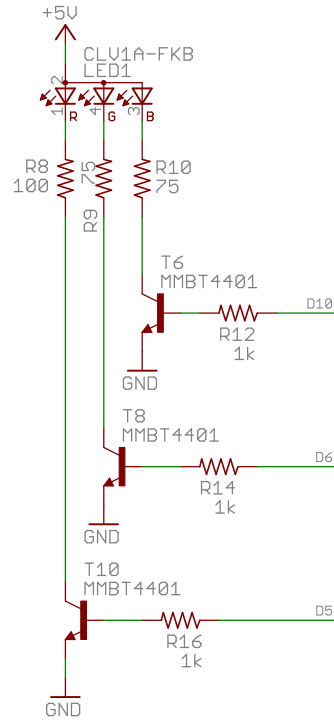 +5V
CLV1A-FKB
LED1
2
1
R
4
G
3
B
R8
100
75
R9
R10
75
T6
MMBT4401
D10
R12
1k
GND
T8
MMBT4401
D6
R14
1k
GND
T10
MMBT4401
D5
R16
1k
GND